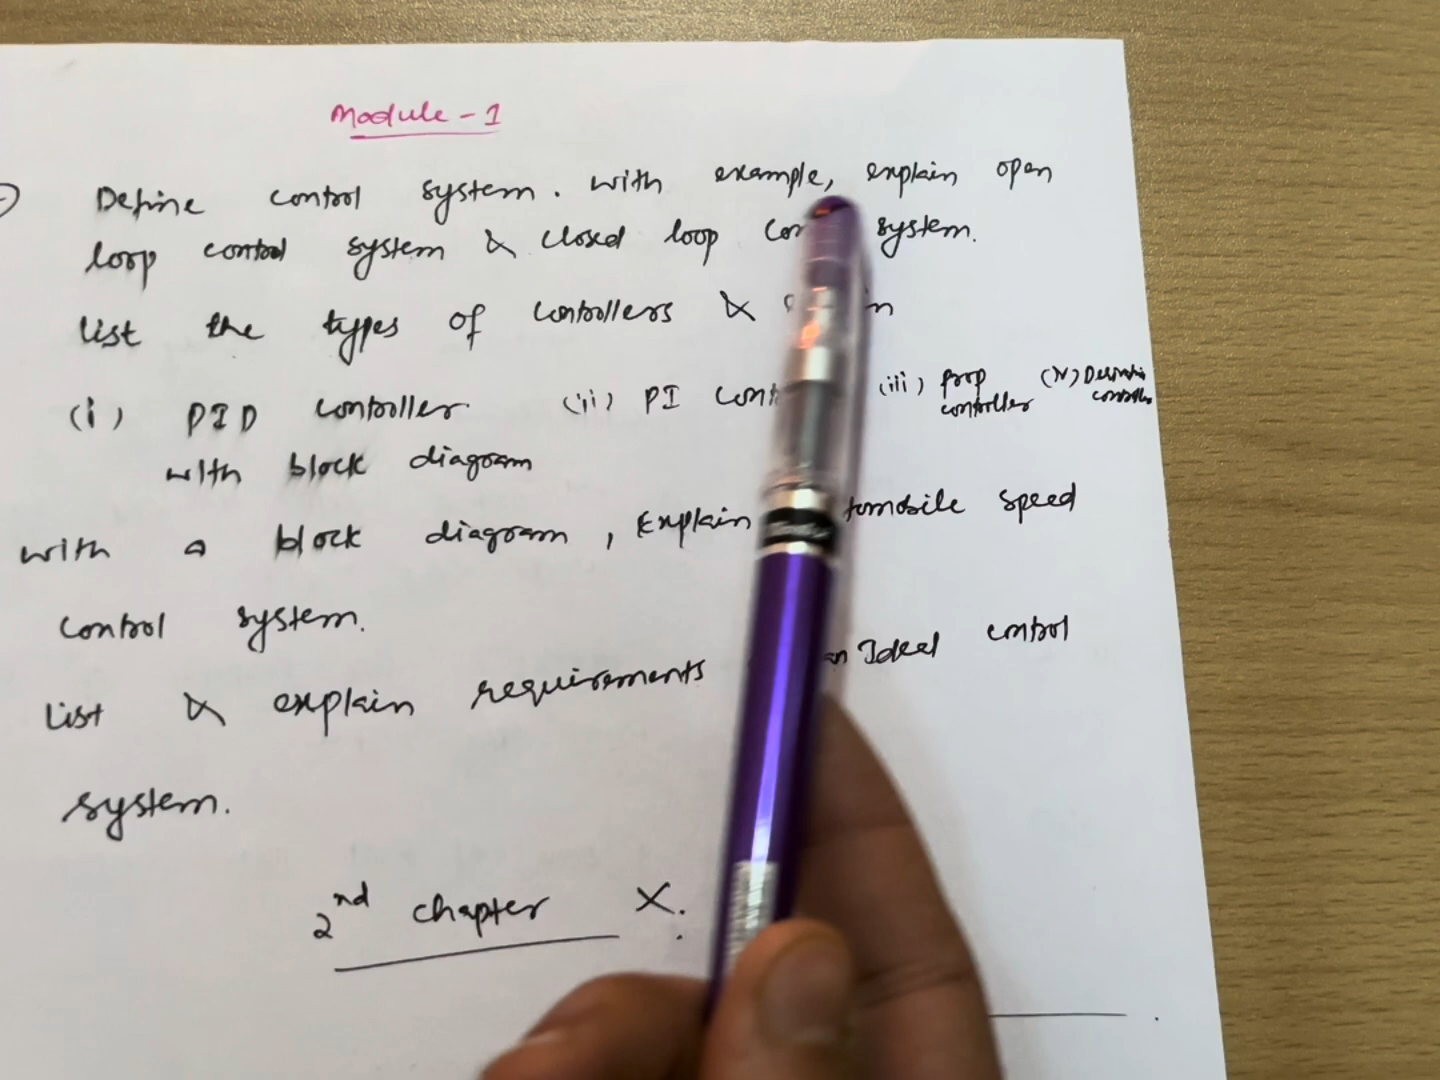 Module - 1
Define control system. with example, explain open
loop control system & closed loop system.
List the types of controllers &
(i) PID controller (ii) PI (iii) prop (iv)
controller
with block diagram
with a block diagram, Explain speed
control system.
List & explain requirements Ideal control
system.
2nd chapter X.